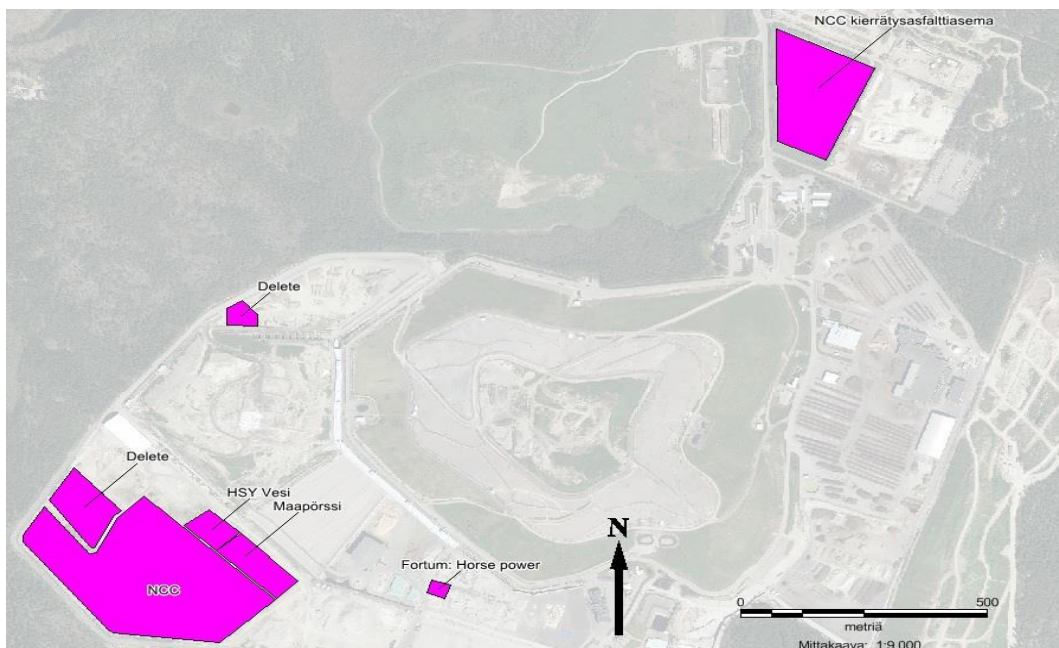 NCC kierrätysasfalttiasema
Delete
Delete
HSY Vesi
Maapörssi
Fortum: Horse power
NCC
N
0 500
metriä
Mittakaava: 1:9 000